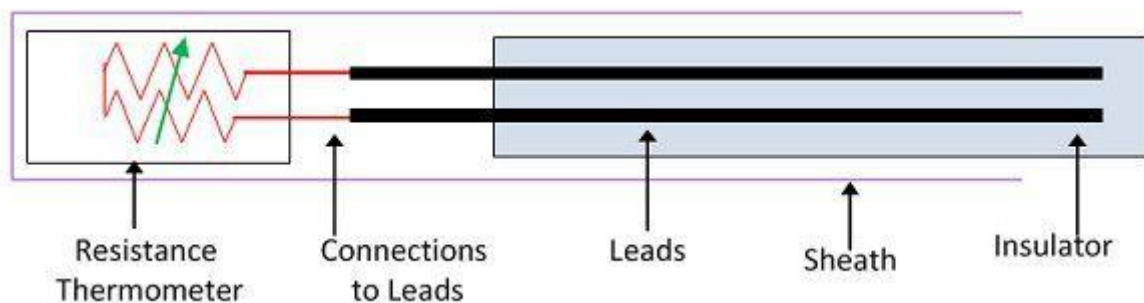 Resistance
Thermometer
Connections
to Leads
Leads
Sheath
Insulator